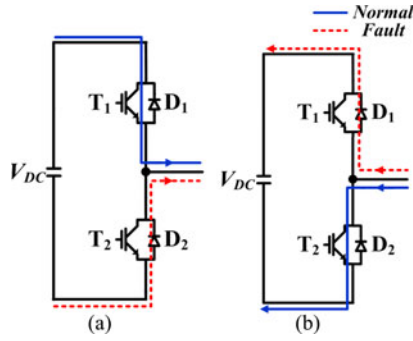 Normal
Fault
T1 D1
VDC
T2 D2
(a)
T1 D1
VDC
T2 D2
(b)